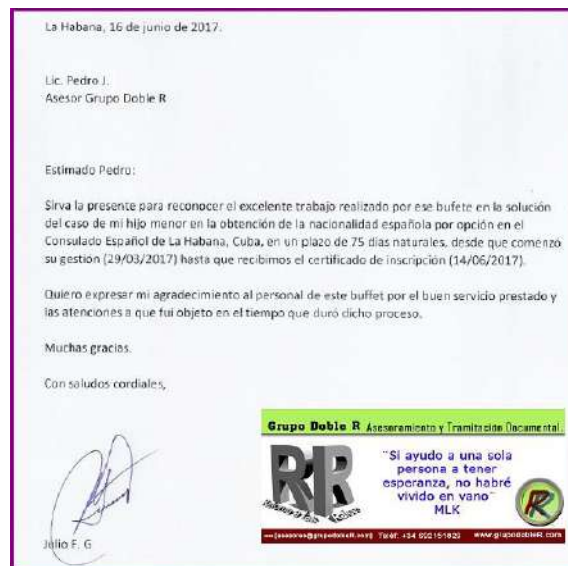 La Habana, 16 de junio de 2017.
Lic. Pedro J.
Asesor Grupo Doble R
Estimado Pedro:
Sirva la presente para reconocer el excelente trabajo realizado por ese bufete en la solución
del caso de mi hijo menor en la obtención de la nacionalidad española por opción en el
Consulado Español de La Habana, Cuba, en un plazo de 75 días naturales, desde que comenzó
su gestión (29/03/2017) hasta que recibimos el certificado de inscripción (14/06/2017).
Quiero expresar mi agradecimiento al personal de este buffet por el buen servicio prestado y
las atenciones a que fui objeto en el tiempo que duró dicho proceso.
Muchas gracias.
Con saludos cordiales,
Julio F. G
Grupo Doble R Asesoramiento y Tramitación Documental.
RR
"Si ayudo a una sola
persona a tener
esperanza, no habré
vivido en vano"
MLK
www.grupodobleR.com